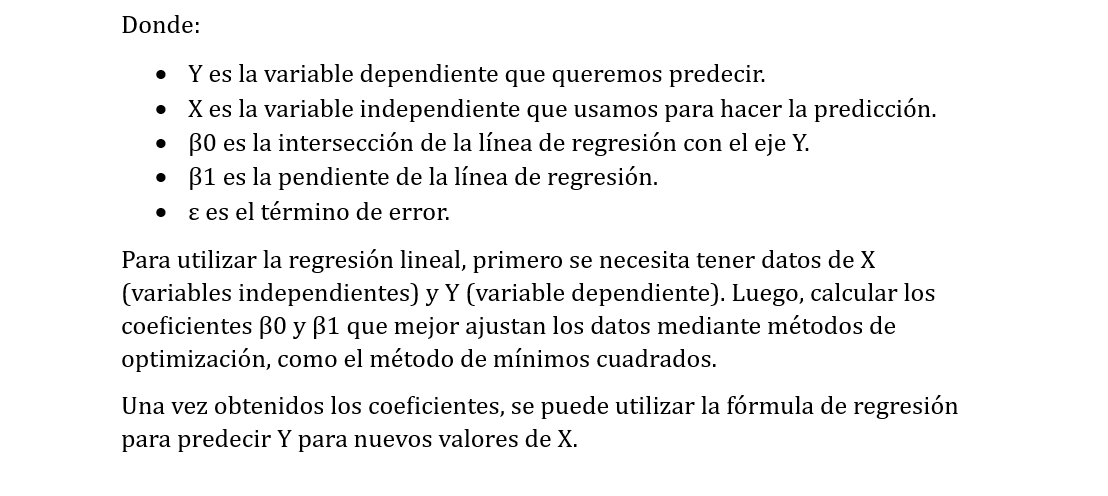 Donde:
• Y es la variable dependiente que queremos predecir.
• X es la variable independiente que usamos para hacer la predicción.
• β0 es la intersección de la línea de regresión con el eje Y.
• β1 es la pendiente de la línea de regresión.
• ε es el término de error.
Para utilizar la regresión lineal, primero se necesita tener datos de X
(variables independientes) y Y (variable dependiente). Luego, calcular los
coeficientes β0 y β1 que mejor ajustan los datos mediante métodos de
optimización, como el método de mínimos cuadrados.
Una vez obtenidos los coeficientes, se puede utilizar la fórmula de regresión
para predecir Y para nuevos valores de X.